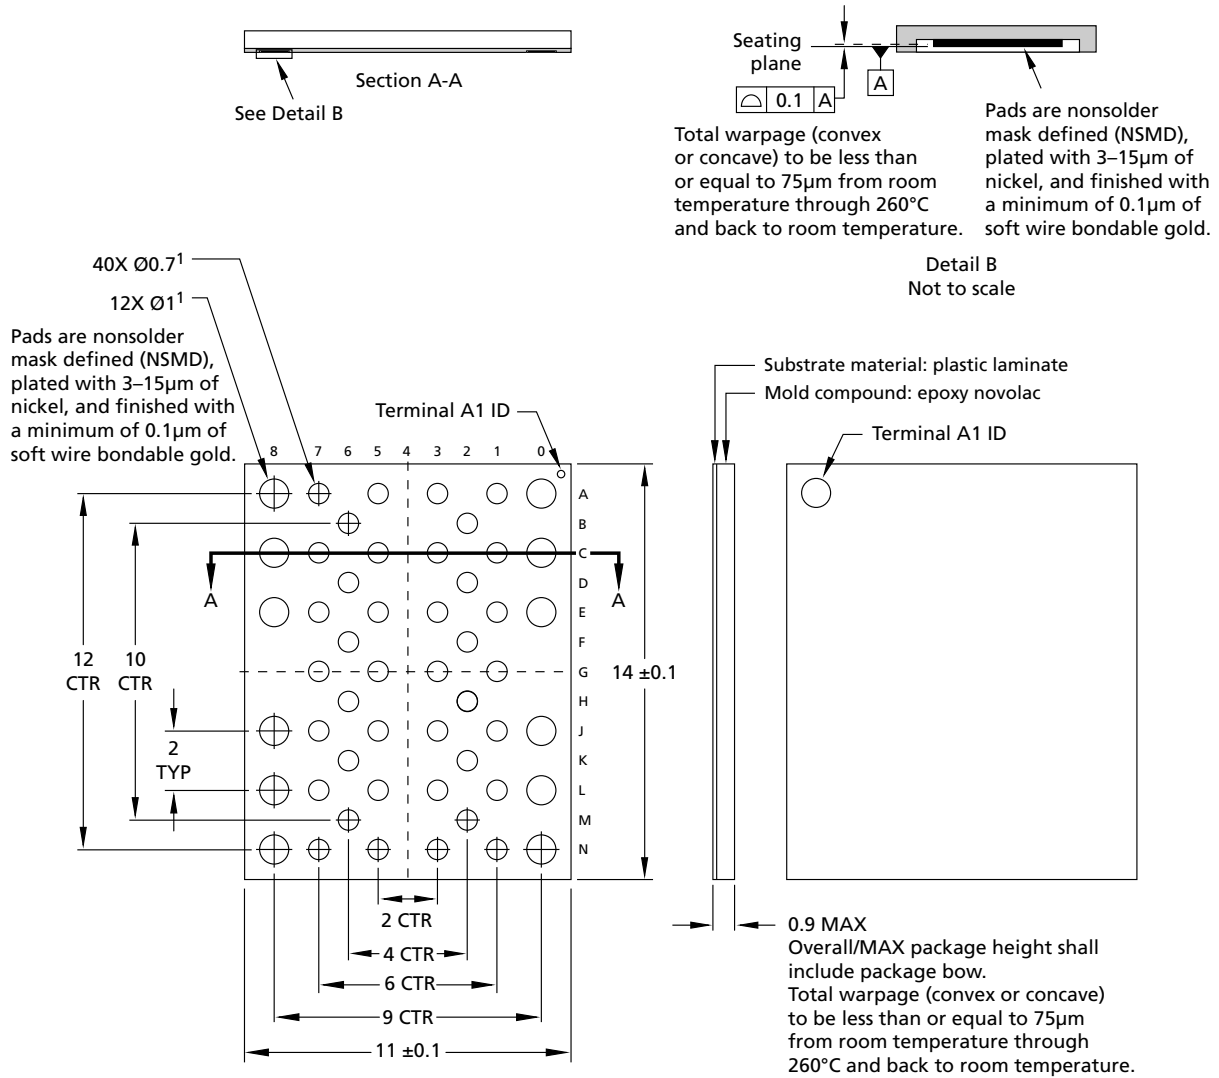 Section A-A
See Detail B
Seating
plane
A
0.1 A
Total warpage (convex
or concave) to be less than
or equal to 75µm from room
temperature through 260°C
and back to room temperature.
Pads are nonsolder
mask defined (NSMD),
plated with 3–15µm of
nickel, and finished with
a minimum of 0.1µm of
soft wire bondable gold.
Detail B
Not to scale
40X Ø0.7¹
12X Ø1¹
Pads are nonsolder
mask defined (NSMD),
plated with 3–15µm of
nickel, and finished with
a minimum of 0.1µm of
soft wire bondable gold.
Terminal A1 ID
8 7 6 5 4 3 2 1 0
A
B
C
D
E
F
G
H
J
K
L
M
N
A
A
12
CTR
10
CTR
2
TYP
14 ±0.1
2 CTR
4 CTR
6 CTR
9 CTR
11 ±0.1
Substrate material: plastic laminate
Mold compound: epoxy novolac
Terminal A1 ID
0.9 MAX
Overall/MAX package height shall
include package bow.
Total warpage (convex or concave)
to be less than or equal to 75µm
from room temperature through
260°C and back to room temperature.